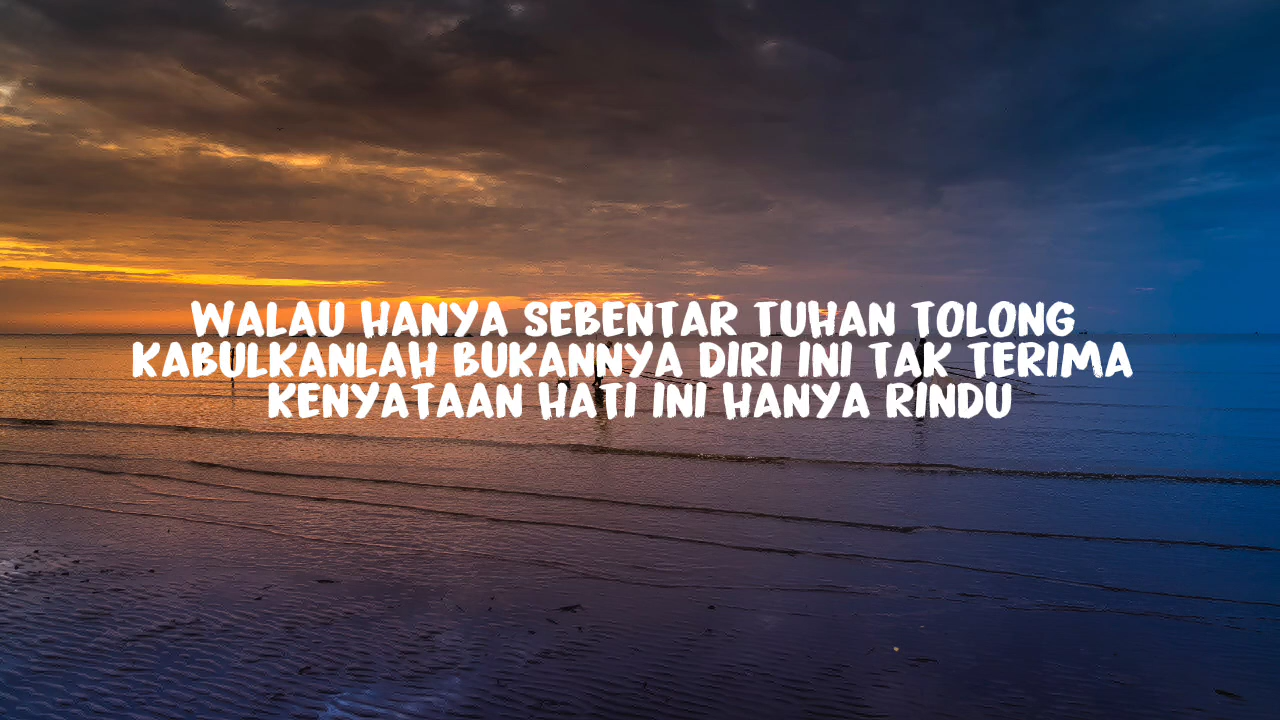 WALAU HANYA SEBENTAR TUHAN TOLONG
KABULKANLAH BUKANNYA DIRI INI TAK TERIMA
KENYATAAN HATI INI HANYA RINDU